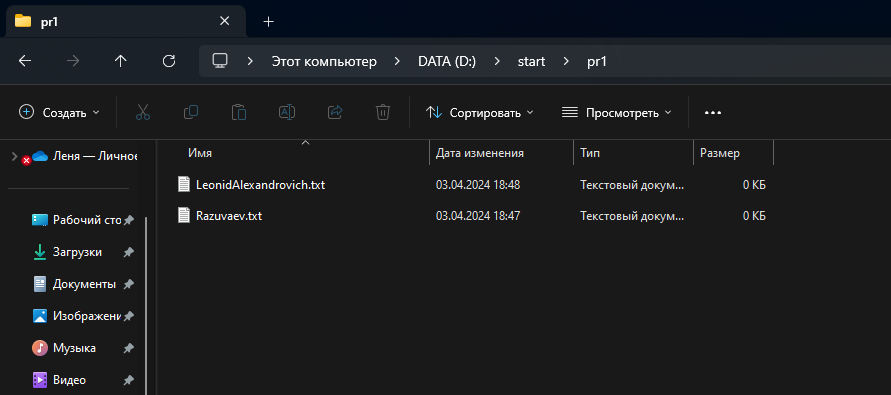 pr1
Этот компьютер DATA (D:) start pr1
Создать Сортировать Просмотреть
Леня — Личное
Имя Дата изменения Тип Размер
LeonidAlexandrovich.txt 03.04.2024 18:48 Текстовый докум... 0 КБ
Razuvaev.txt 03.04.2024 18:47 Текстовый докум... 0 КБ
Рабочий сто
Загрузки
Документы
Изображени
Музыка
Видео